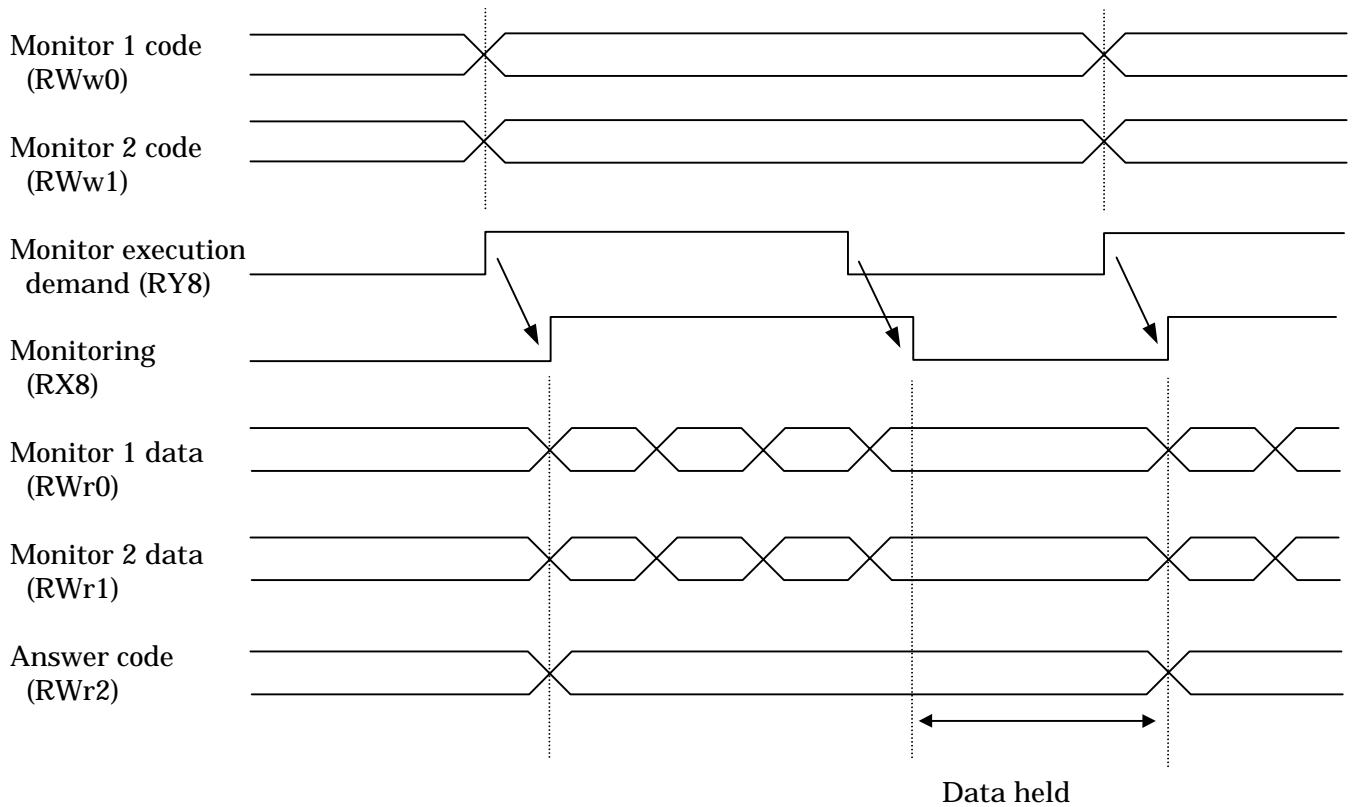 Monitor 1 code
(RWw0)
Monitor 2 code
(RWw1)
Monitor execution
demand (RY8)
Monitoring
(RX8)
Monitor 1 data
(RWr0)
Monitor 2 data
(RWr1)
Answer code
(RWr2)
Data held